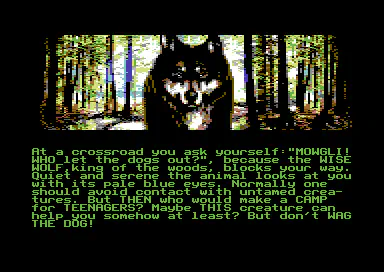 At a crossroad you ask yourself:"MOWGLI!
WHO let the dogs out?", because the WISE
WOLF,king of the woods, blocks your way.
Quiet and serene the animal looks at you
with its pale blue eyes. Normally one
should avoid contact with untamed crea-
tures. But THEN who would make a CAMP
for TEENAGERS? Maybe THIS creature can
help you somehow at least? But don't WAG
THE DOG!